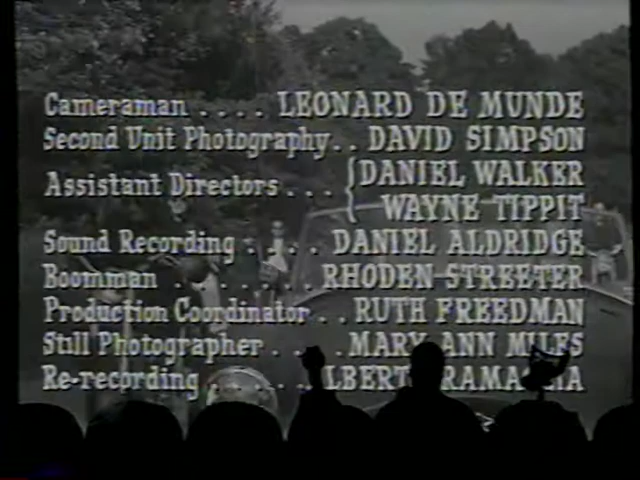 Cameraman .... LEONARD DE MUNDE
Second Unit Photography.. DAVID SIMPSON
Assistant Directors... { DANIEL WALKER
WAYNE TIPPIT
Sound Recording .... DANIEL ALDRIDGE
Boomman ....... RHODEN STREETER
Production Coordinator .. RUTH FREEDMAN
Still Photographer .... MARY ANN MILES
Re-recording